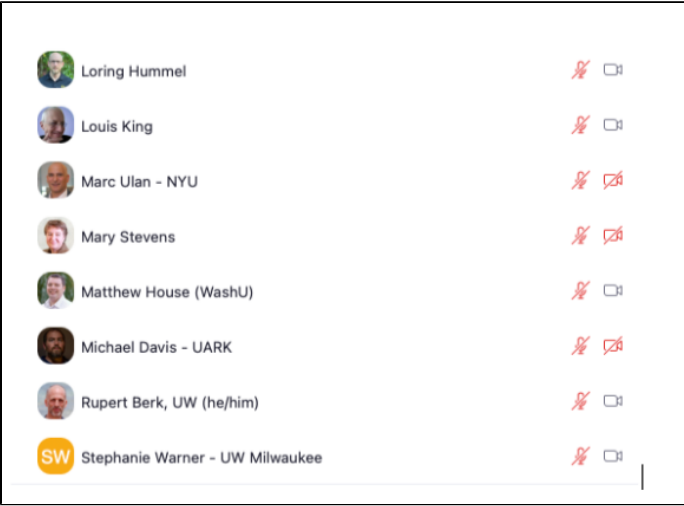 Loring Hummel
Louis King
Marc Ulan - NYU
Mary Stevens
Matthew House (WashU)
Michael Davis - UARK
Rupert Berk, UW (he/him)
SW Stephanie Warner - UW Milwaukee